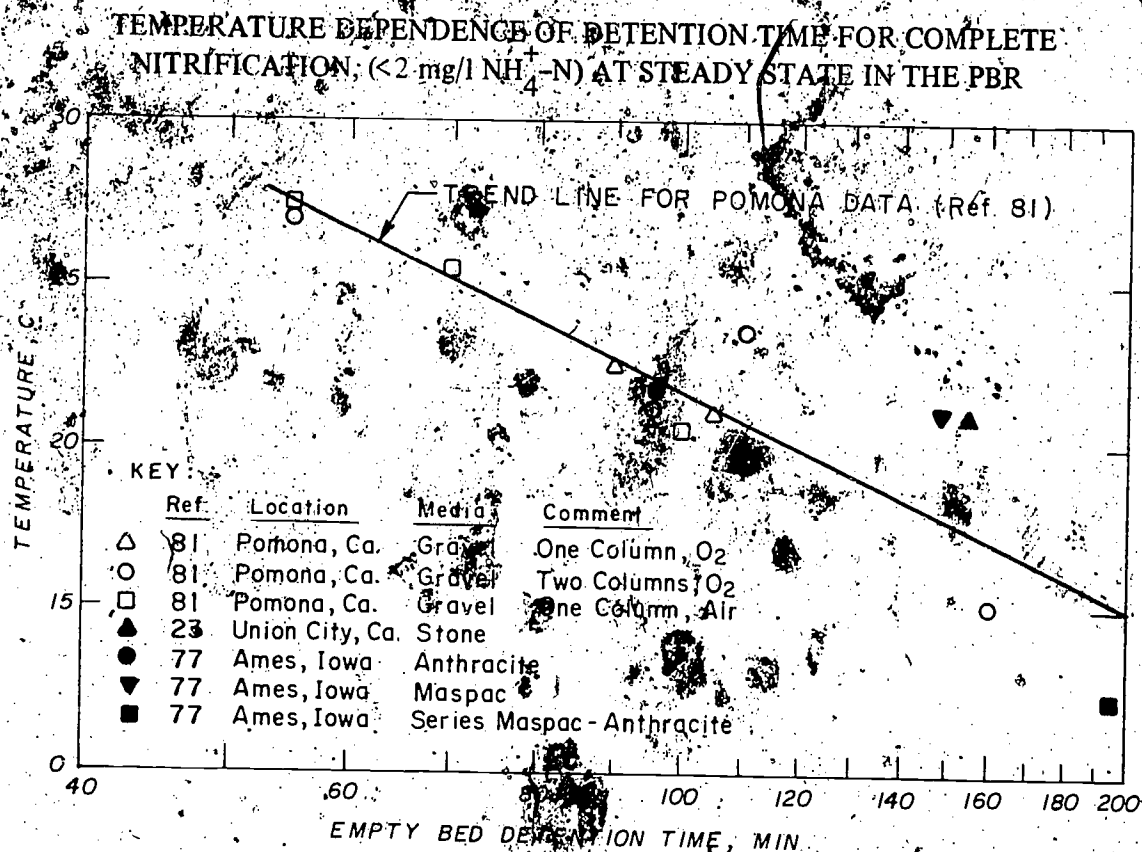 TEMPERATURE DEPENDENCE OF DETENTION TIME FOR COMPLETE
NITRIFICATION, (<2 mg/l NH4+-N) AT STEADY STATE IN THE PBR
30
TREND LINE FOR POMONA DATA (Ref. 81)
25
TEMPERATURE, C
20
KEY:
Ref. Location Media Comment
△ 81 Pomona, Ca. Gravel One Column, O2
○ 81 Pomona, Ca. Gravel Two Columns, O2
□ 81 Pomona, Ca. Gravel One Column, Air
15
▲ 23 Union City, Ca. Stone
● 77 Ames, Iowa Anthracite
▼ 77 Ames, Iowa Maspac
■ 77 Ames, Iowa Series Maspac-Anthracite
0
40 60 100 120 140 160 180 200
EMPTY BED DETENTION TIME, MIN